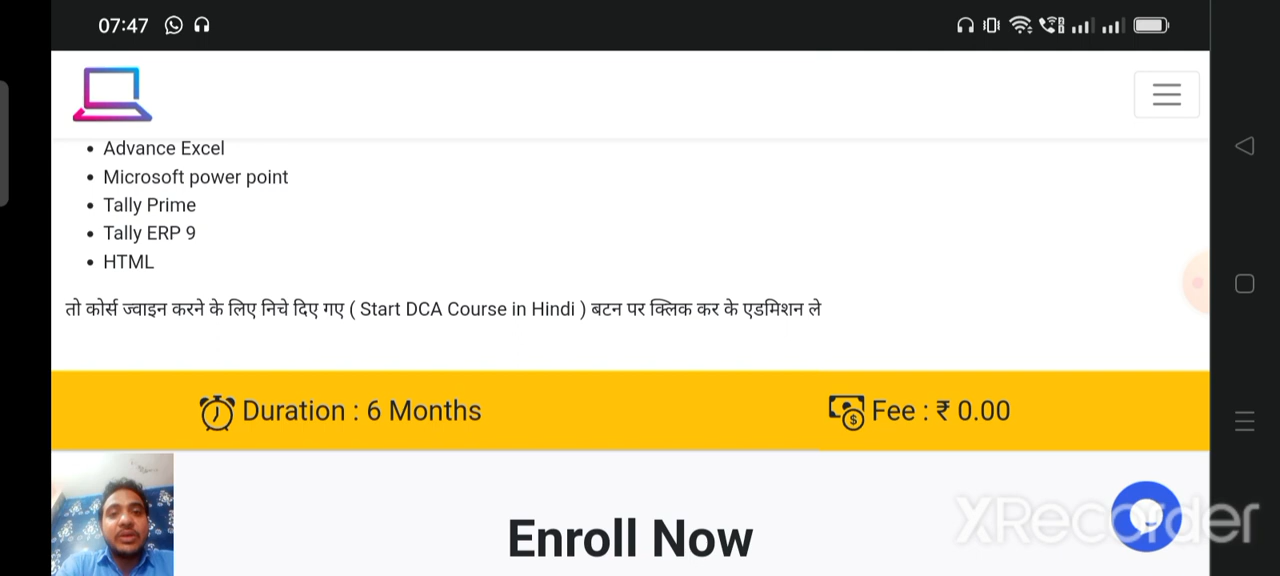 07:47
Advance Excel
Microsoft power point
Tally Prime
Tally ERP 9
HTML
तो कोर्स ज्वाइन करने के लिए निचे दिए गए ( Start DCA Course in Hindi ) बटन पर क्लिक कर के एडमिशन ले
Duration : 6 Months
Fee : ₹ 0.00
Enroll Now
XRecorder